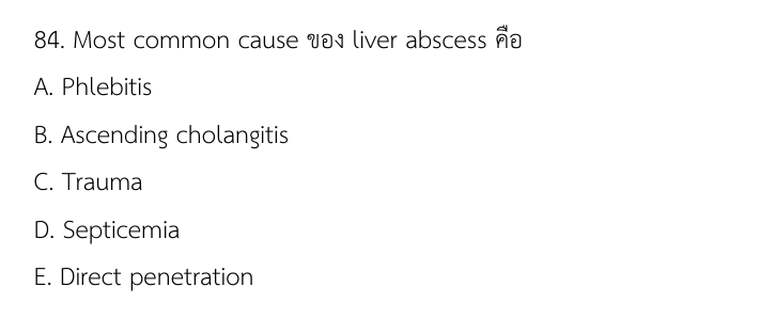 84. Most common cause ของ liver abscess คือ
A. Phlebitis
B. Ascending cholangitis
C. Trauma
D. Septicemia
E. Direct penetration